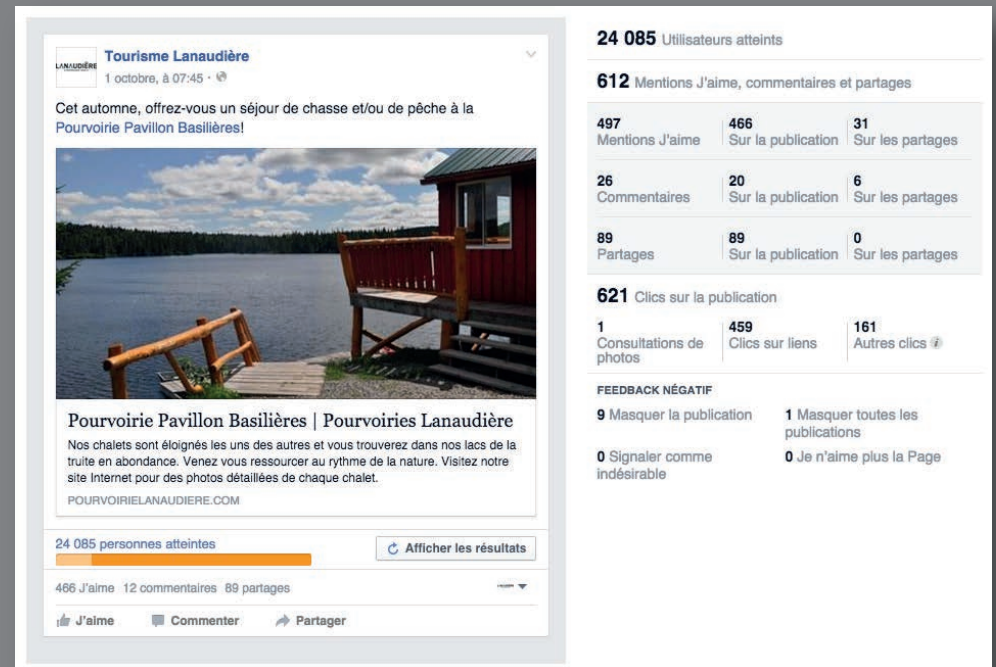 LANAUDIÈRE
Tourisme Lanaudière
1 octobre, à 07:45 ·
Cet automne, offrez-vous un séjour de chasse et/ou de pêche à la
Pourvoirie Pavillon Basilières!
Pourvoirie Pavillon Basilières | Pourvoiries Lanaudière
Nos chalets sont éloignés les uns des autres et vous trouverez dans nos lacs de la
truite en abondance. Venez vous ressourcer au rythme de la nature. Visitez notre
site Internet pour des photos détaillées de chaque chalet.
POURVOIRIELANAUDIERE.COM
24 085 personnes atteintes
Afficher les résultats
466 J'aime 12 commentaires 89 partages
J'aime Commenter Partager
24 085 Utilisateurs atteints
612 Mentions J'aime, commentaires et partages
497 466 31
Mentions J'aime Sur la publication Sur les partages
26 20 6
Commentaires Sur la publication Sur les partages
89 89 0
Partages Sur la publication Sur les partages
621 Clics sur la publication
1 459 161
Consultations de Clics sur liens Autres clics i
photos
FEEDBACK NÉGATIF
9 Masquer la publication 1 Masquer toutes les
publications
0 Signaler comme 0 Je n'aime plus la Page
indésirable